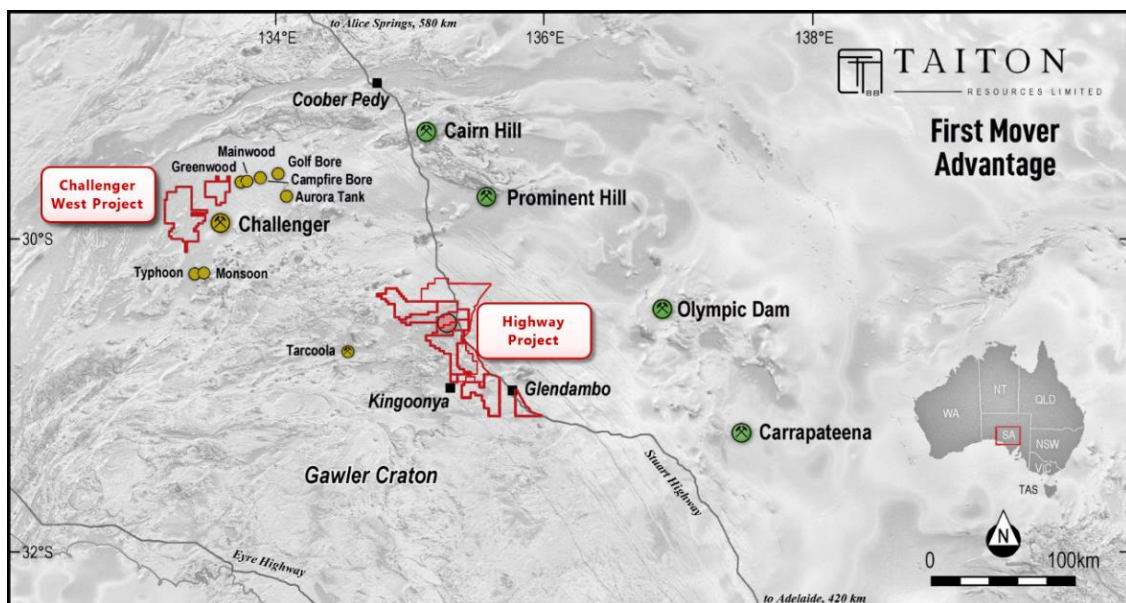 to Alice Springs, 580 km
134°E
136°E
138°E
TAITON
RESOURCES LIMITED
88
First Mover
Advantage
Coober Pedy
Cairn Hill
Mainwood
Golf Bore
Greenwood
Campfire Bore
Aurora Tank
Challenger
West Project
Prominent Hill
Challenger
30°S
Typhoon
Monsoon
Olympic Dam
Highway
Project
Tarcoola
Kingoonya
Glendambo
Carrapateena
Gawler Craton
Stuart Highway
NT
QLD
WA
SA
NSW
VIC
TAS
N
32°S
Eyre Highway
0
100km
to Adelaide, 420 km